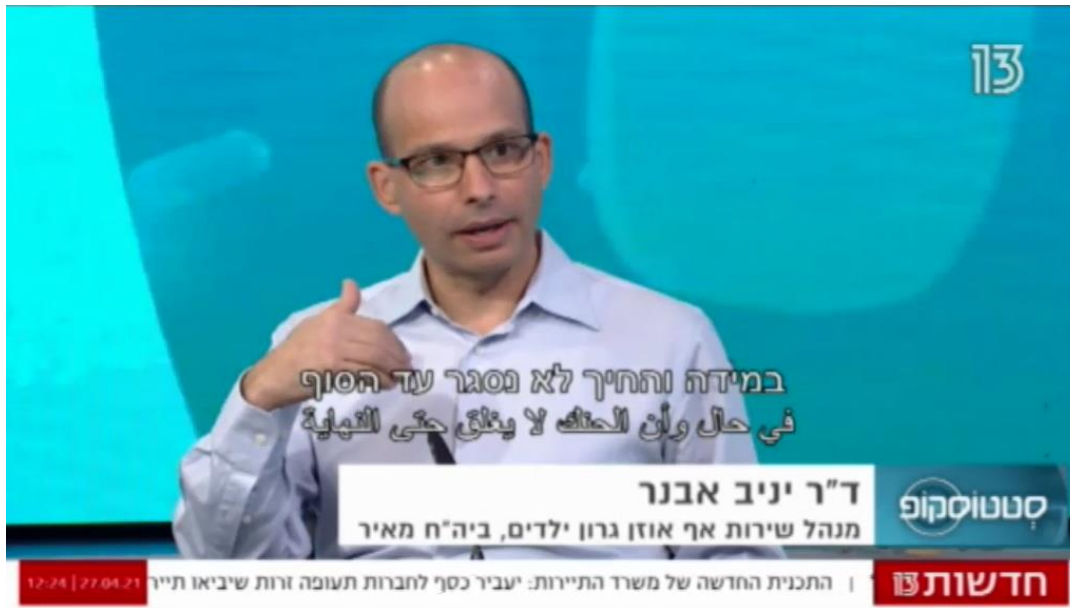 13
במידה והחיך לא נסגר עד הסוף
في حال وأن الحنك لا يغلق حتى النهاية
ד"ר יניב אבנר
מנהל שירות אף אוזן גרון ילדים, ביה"ח מאיר
סטטוסקופ
חדשות 13
התכנית החדשה של משרד התיירות: יעביר כסף לחברות תעופה זרות שיביאו תייר
12:24 | 27.04.21